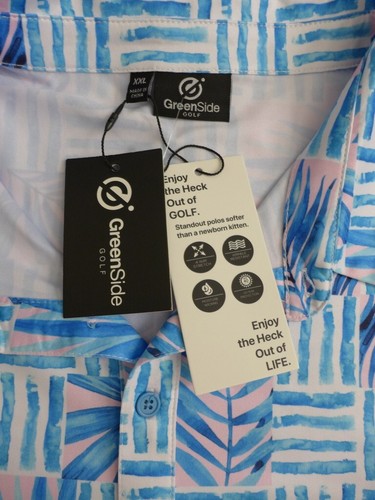 XXL
GreenSide
GOLF
GreenSide
GOLF
Enjoy
the Heck
Out of
GOLF.
Standout polos softer
than a newborn kitten.
Enjoy
the Heck
Out of
LIFE.